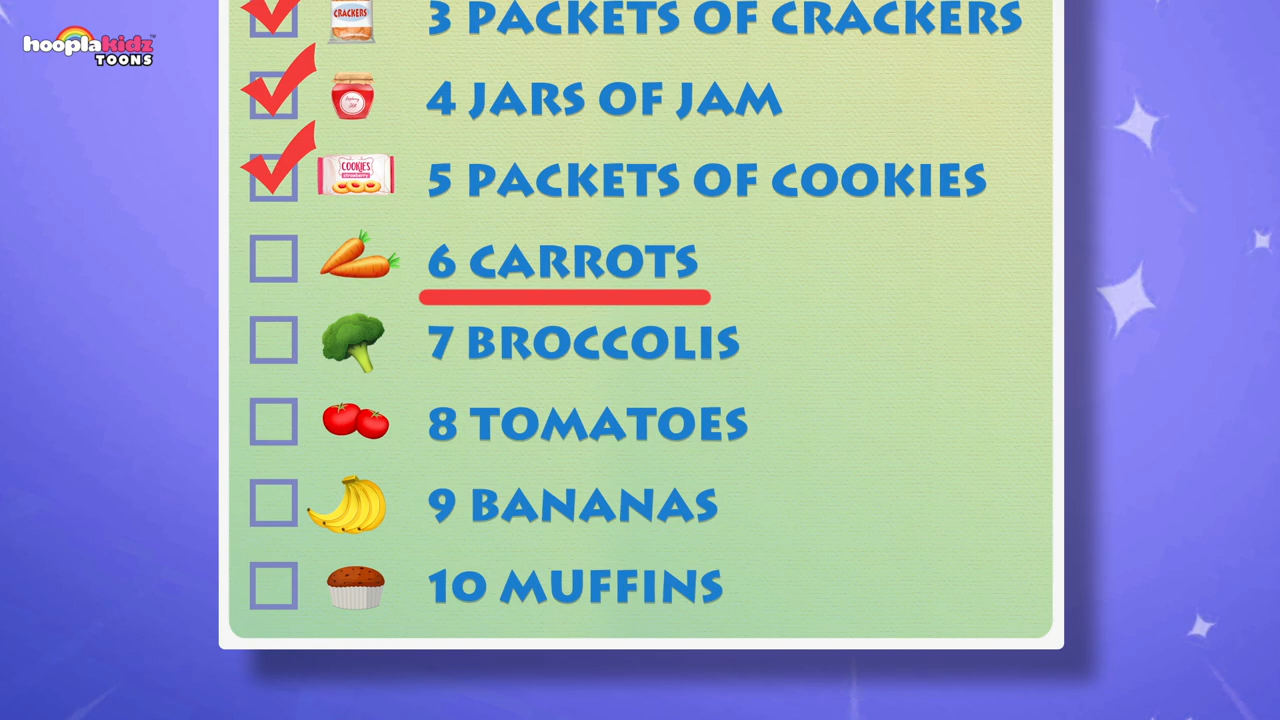 hooplakidz
TOONS
CRACKERS
3 PACKETS OF CRACKERS
4 JARS OF JAM
COOKIES
strawberry
5 PACKETS OF COOKIES
6 CARROTS
7 BROCCOLIS
8 TOMATOES
9 BANANAS
10 MUFFINS